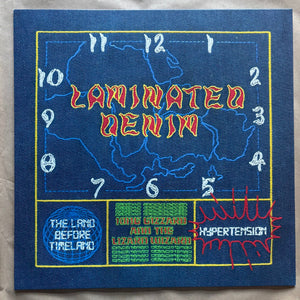 11 12 1
10 2
LAMINATED
DENIM
9 3
8 4
7 6 5
THE LAND
BEFORE
TIMELAND
KING GIZZARD
AND THE
LIZARD WIZARD
HYPERTENSION